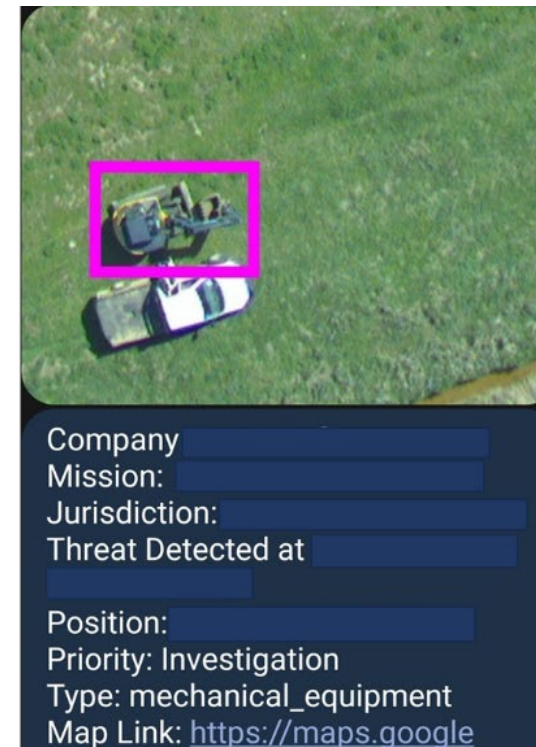 Company
Mission:
Jurisdiction:
Threat Detected at
Position:
Priority: Investigation
Type: mechanical_equipment
Map Link: https://maps.google